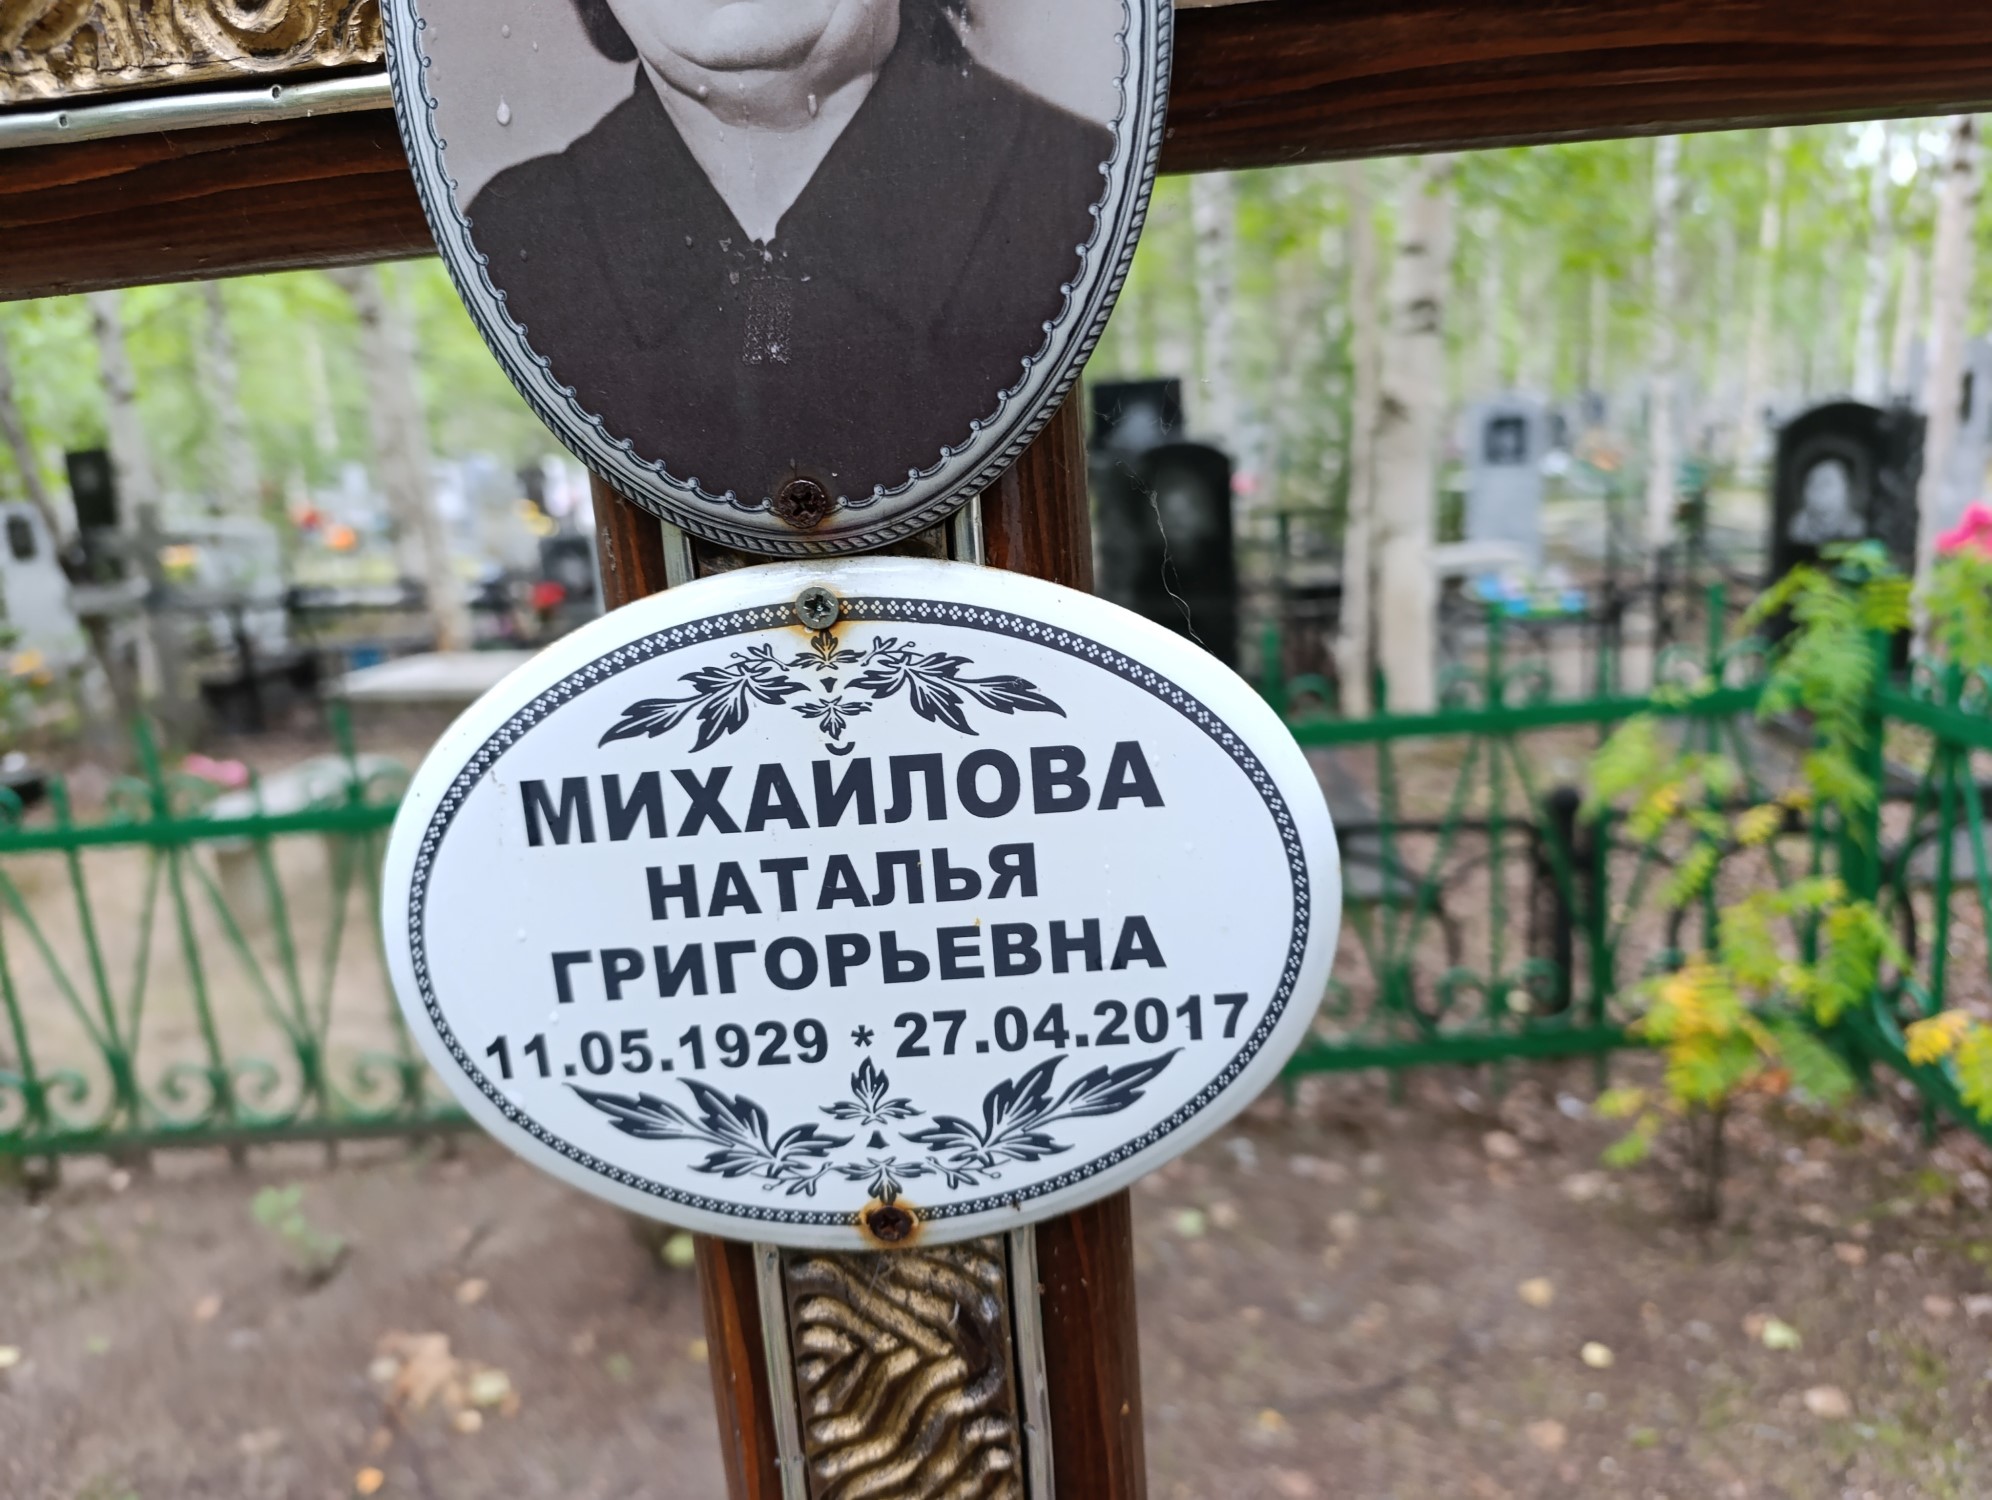 МИХАЙЛОВА
НАТАЛЬЯ
ГРИГОРЬЕВНА
11.05.1929 * 27.04.2017